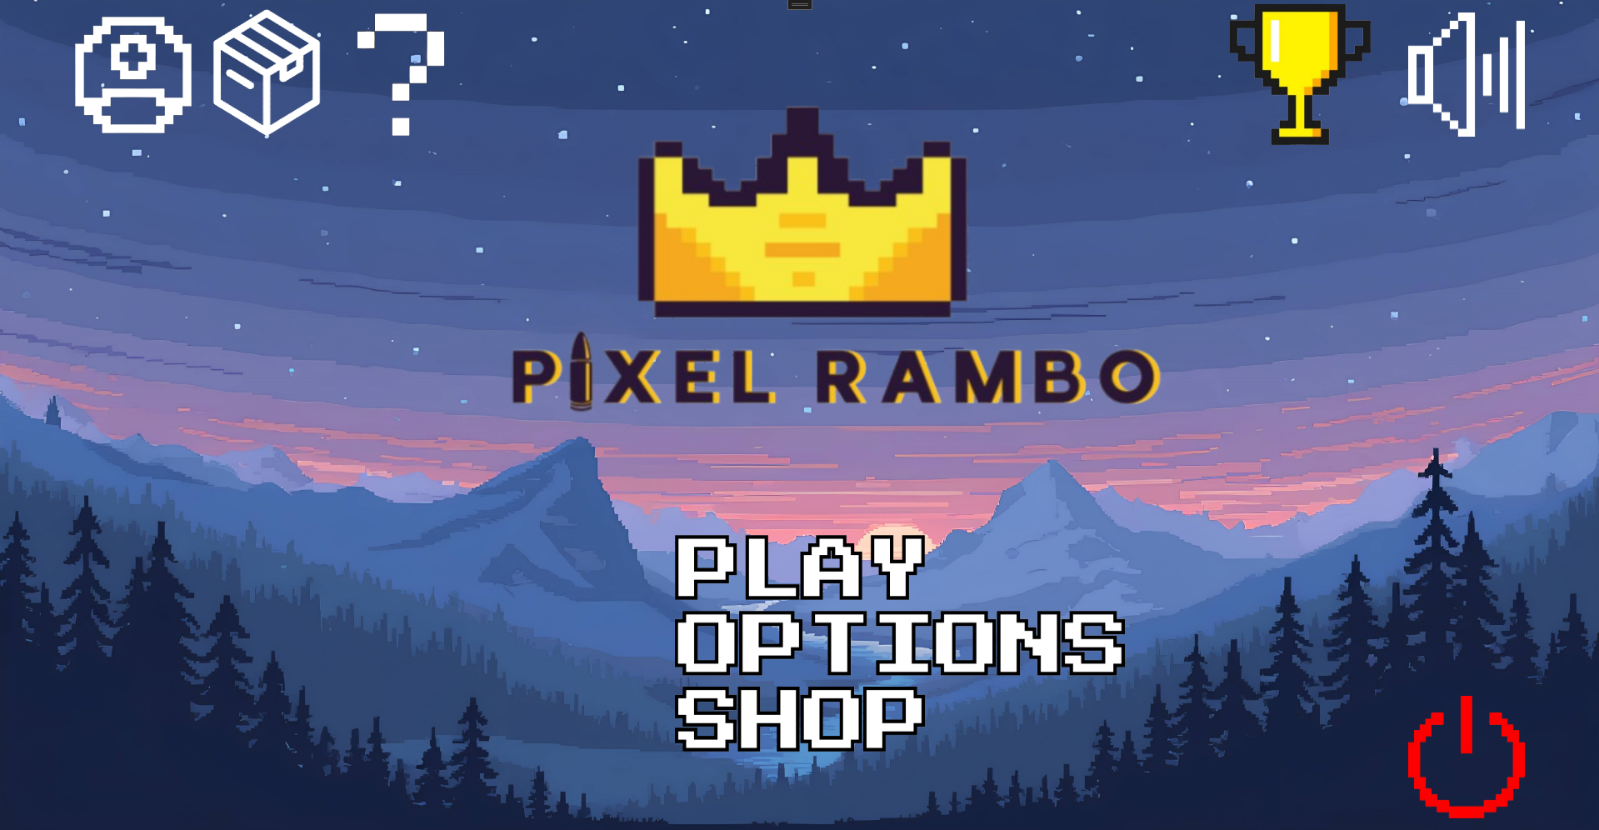 ?
PIXEL RAMBO
PLAY
OPTIONS
SHOP